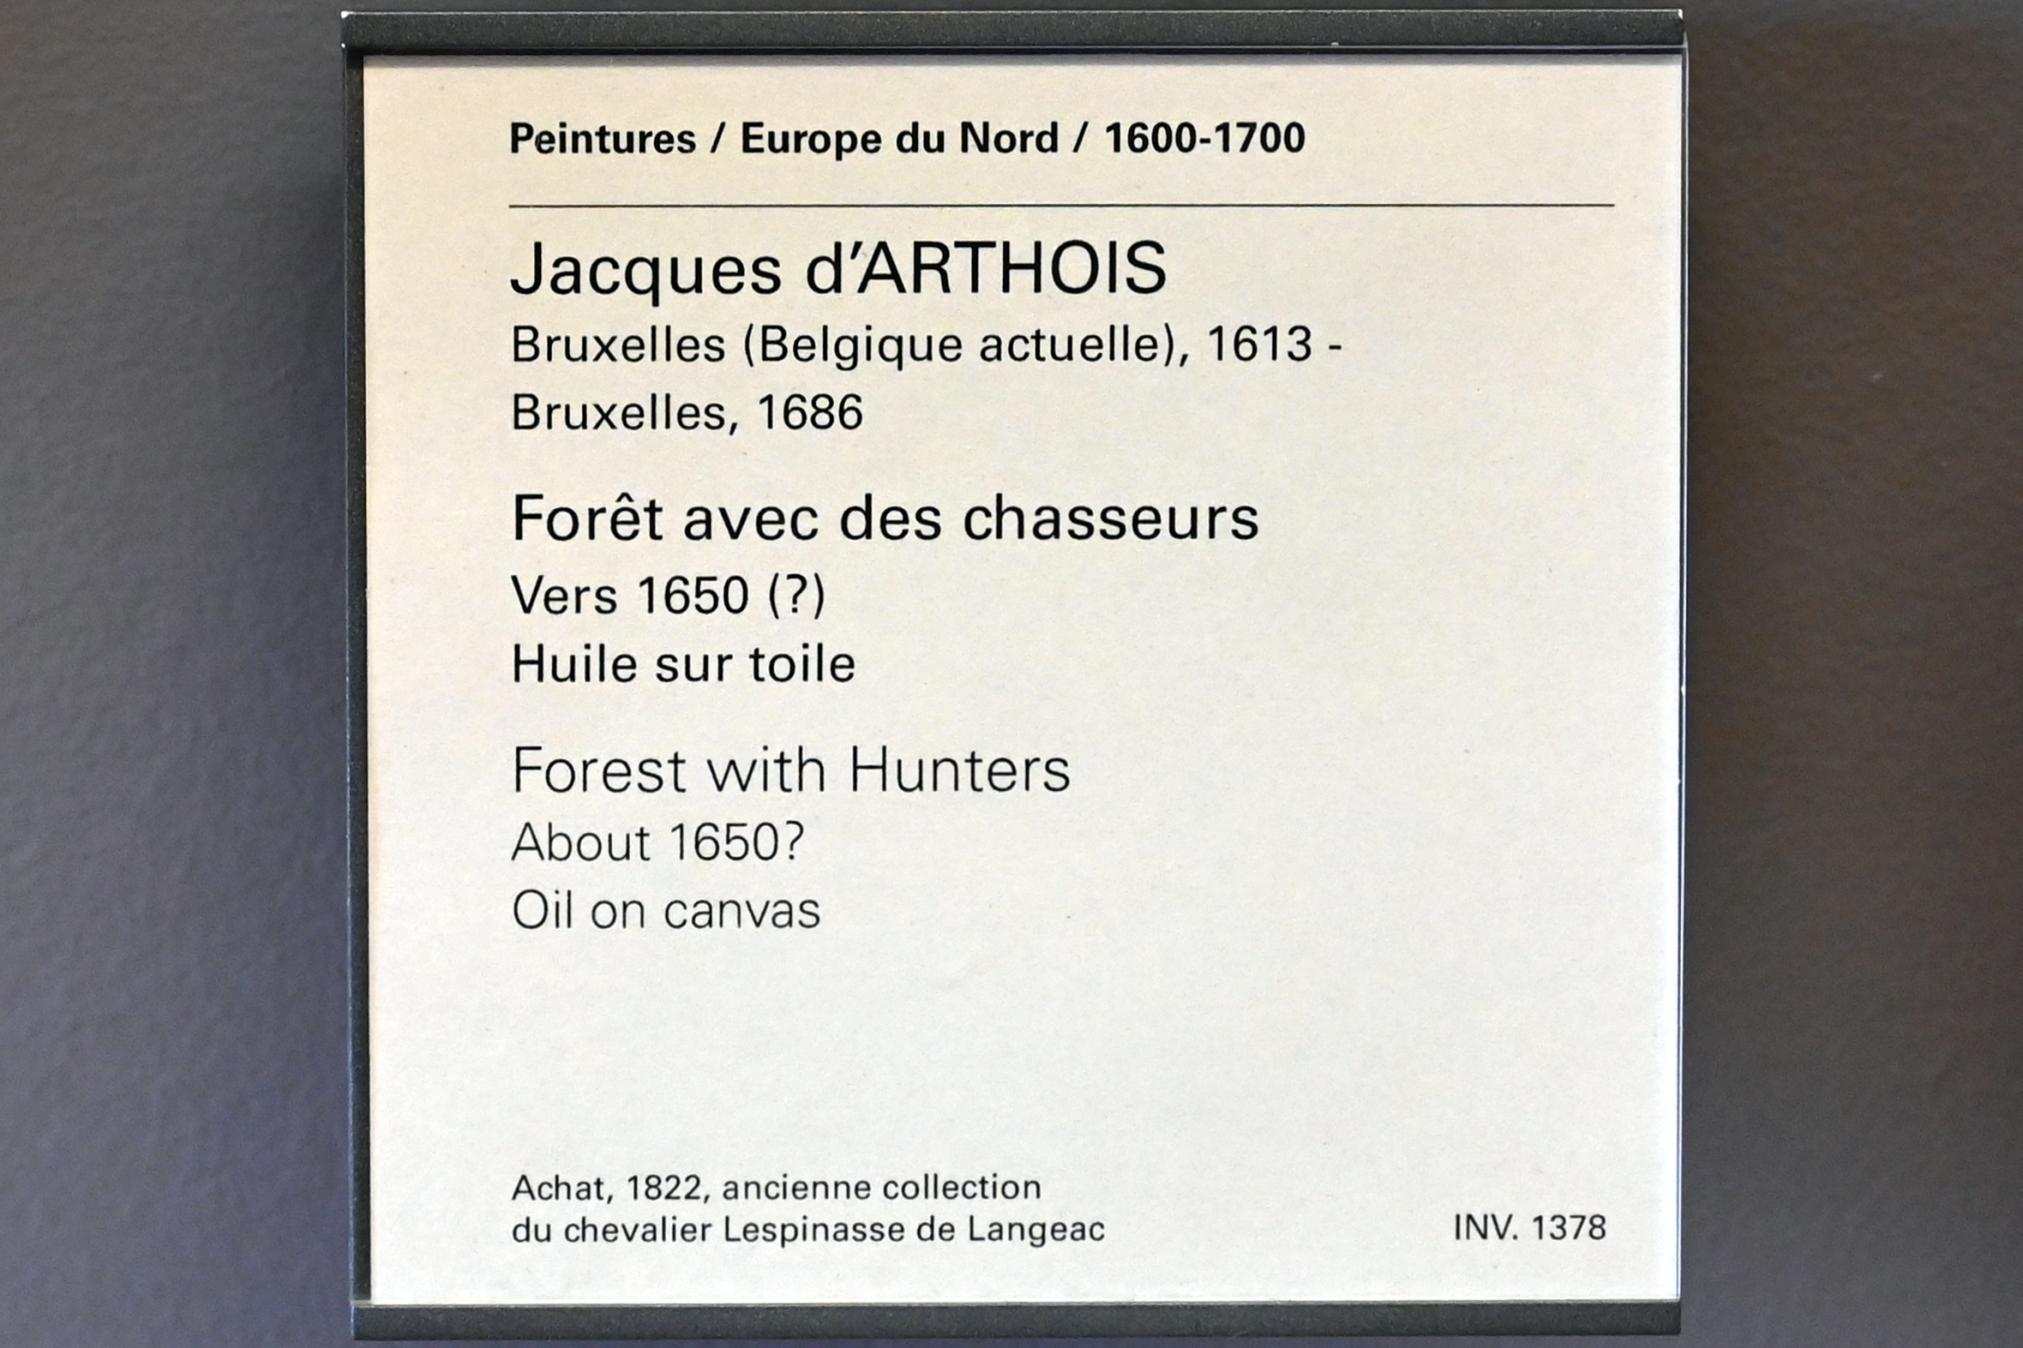 Peintures / Europe du Nord / 1600-1700
Jacques d'ARTHOIS
Bruxelles (Belgique actuelle), 1613 -
Bruxelles, 1686
Forêt avec des chasseurs
Vers 1650 (?)
Huile sur toile
Forest with Hunters
About 1650?
Oil on canvas
Achat, 1822, ancienne collection
du chevalier Lespinasse de Langeac
INV. 1378